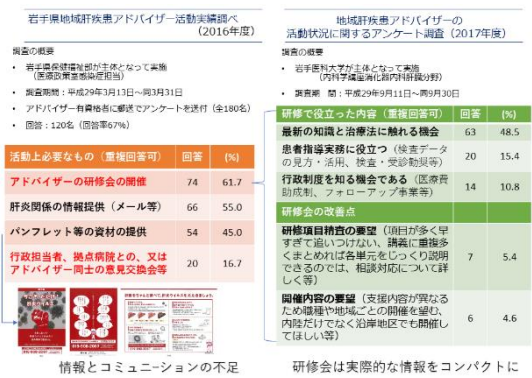 岩手県地域肝疾患アドバイザー活動実績調べ
（2016年度）
調査の概要
• 岩手県保健福祉部が主体となって実施
（医療政策室感染症担当）
• 調査期間：平成29年3月13日～同3月31日
• アドバイザー有資格者に郵送でアンケートを送付（全180名）
• 回答：120名（回答率67%）
活動上必要なもの（重複回答可） 回答 (%)
アドバイザーの研修会の開催 74 61.7
肝炎関係の情報提供（メール等） 66 55.0
パンフレット等の資材の提供 54 45.0
行政担当者、拠点病院との、又は
アドバイザー同士の意見交換会等 20 16.7
情報とコミュニーションの不足
地域肝疾患アドバイザーの
活動状況に関するアンケート調査（2017年度）
調査の概要
• 岩手医科大学が主体となって実施
（内科学講座消化器内科肝臓分野）
• 調査期 間：平成29年9月11日～同9月30日
研修で役立った内容（重複回答可） 回答 (%)
最新の知識と治療法に触れる機会 63 48.5
患者指導実務に役立つ（検査データ
の見方・活用、検査・受診勧奨等） 20 15.4
行政制度を知る機会である（医療費
助成制、フォローアップ事業等） 14 10.8
研修会の改善点
研修項目精査の要望（項目が多く早
すぎて追いつけない、講義に重複多
くまとめれば各単元をじっくり説明
できるのでは、相談対応について詳
しく等） 7 5.4
開催内容の要望（支援内容が異なる
ため職種や地域ごとの開催を望む、
内陸だけでなく沿岸地区でも開催し
てほしい等） 6 4.6
研修会は実際的な情報をコンパクトに